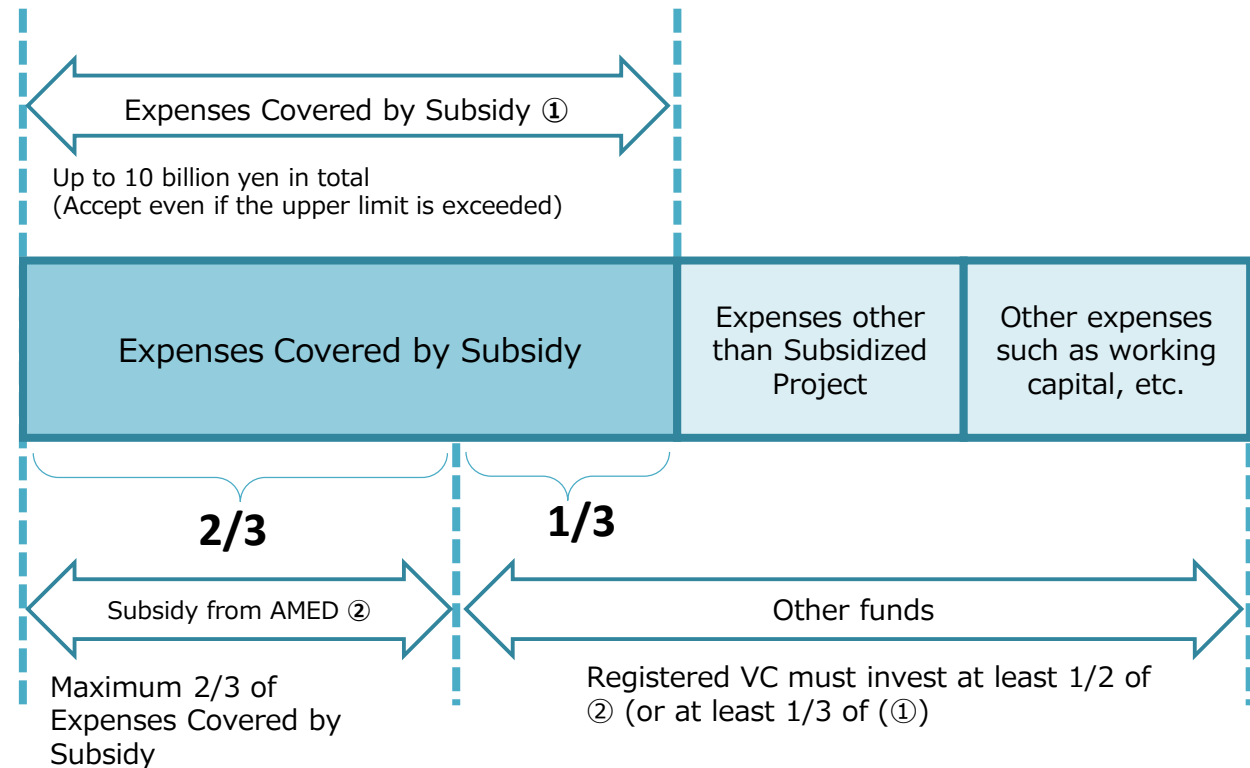 Expenses Covered by Subsidy ①
Up to 10 billion yen in total
(Accept even if the upper limit is exceeded)
Expenses Covered by Subsidy
Expenses other
than Subsidized
Project
Other expenses
such as working
capital, etc.
2/3
1/3
Subsidy from AMED ②
Other funds
Maximum 2/3 of
Expenses Covered by
Subsidy
Registered VC must invest at least 1/2 of
② (or at least 1/3 of (①)